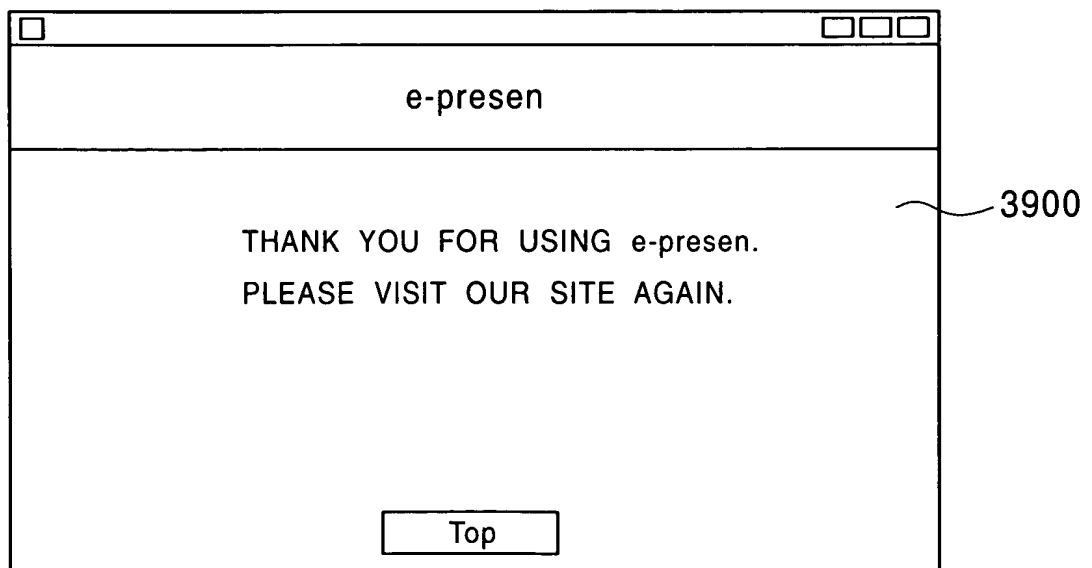 e-presen
3900
THANK YOU FOR USING e-presen.
PLEASE VISIT OUR SITE AGAIN.
Top